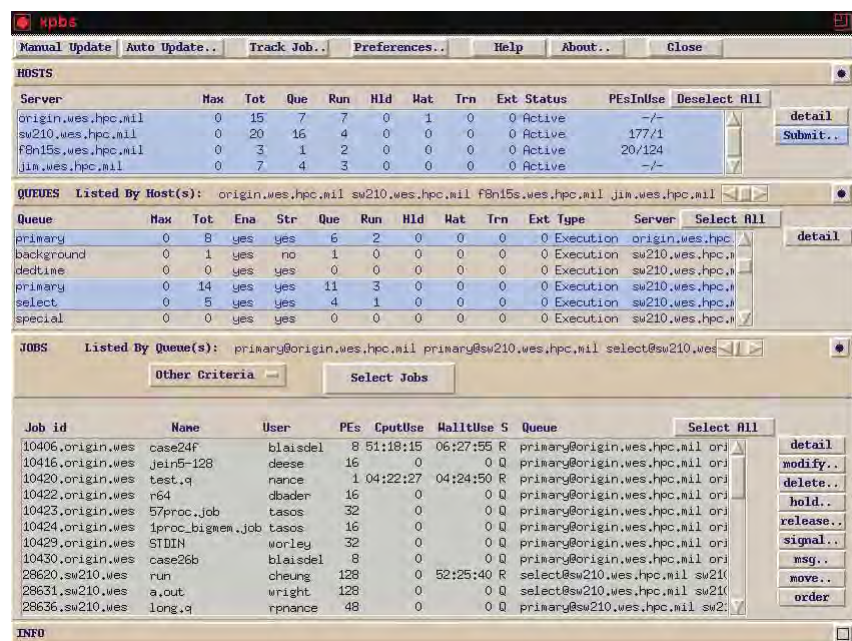 xpbs
Manual Update Auto Update.. Track Job.. Preferences.. Help About.. Close
HOSTS
Server Max Tot Que Run Hld Wat Trn Ext Status PEsInUse Deselect All
origin.wes.hpc.mil 0 15 7 7 0 1 0 0 Active -/- detail
sw210.wes.hpc.mil 0 20 16 4 0 0 0 0 Active 177/1 Submit..
f8n15s.wes.hpc.mil 0 3 1 2 0 0 0 0 Active 20/124
jim.wes.hpc.mil 0 7 4 3 0 0 0 0 Active -/-
QUEUES Listed By Host(s): origin.wes.hpc.mil sw210.wes.hpc.mil f8n15s.wes.hpc.mil jim.wes.hpc.mil
Queue Max Tot Ena Str Que Run Hld Wat Trn Ext Type Server Select All
primary 0 8 yes yes 6 2 0 0 0 0 Execution origin.wes.hpc. detail
background 0 1 yes no 1 0 0 0 0 0 Execution sw210.wes.hpc.m
dedtime 0 0 yes yes 0 0 0 0 0 0 Execution sw210.wes.hpc.m
primary 0 14 yes yes 11 3 0 0 0 0 Execution sw210.wes.hpc.m
select 0 5 yes yes 4 1 0 0 0 0 Execution sw210.wes.hpc.m
special 0 0 yes yes 0 0 0 0 0 0 Execution sw210.wes.hpc.m
JOBS Listed By Queue(s): primary@origin.wes.hpc.mil primary@sw210.wes.hpc.mil select@sw210.wes
Other Criteria Select Jobs
Job id Name User PEs CputUse WalltUse S Queue Select All
10406.origin.wes case24f blaisdel 8 51:18:15 06:27:55 R primary@origin.wes.hpc.mil ori detail
10416.origin.wes jein5-128 deese 16 0 0 Q primary@origin.wes.hpc.mil ori modify..
10420.origin.wes test.q nance 1 04:22:27 04:24:50 R primary@origin.wes.hpc.mil ori delete..
10422.origin.wes r64 dbader 16 0 0 Q primary@origin.wes.hpc.mil ori hold..
10423.origin.wes 57proc.job tasos 32 0 0 Q primary@origin.wes.hpc.mil ori release..
10424.origin.wes 1proc_bigmem.job tasos 16 0 0 Q primary@origin.wes.hpc.mil ori signal..
10429.origin.wes STDIN worley 32 0 0 Q primary@origin.wes.hpc.mil ori msg..
10430.origin.wes case26b blaisdel 8 0 0 Q primary@origin.wes.hpc.mil ori move..
28620.sw210.wes run cheung 128 0 52:25:40 R select@sw210.wes.hpc.mil sw21( order
28631.sw210.wes a.out wright 128 0 0 Q select@sw210.wes.hpc.mil sw21(
28636.sw210.wes long.q rpnance 48 0 0 Q primary@sw210.wes.hpc.mil sw2:
INFO